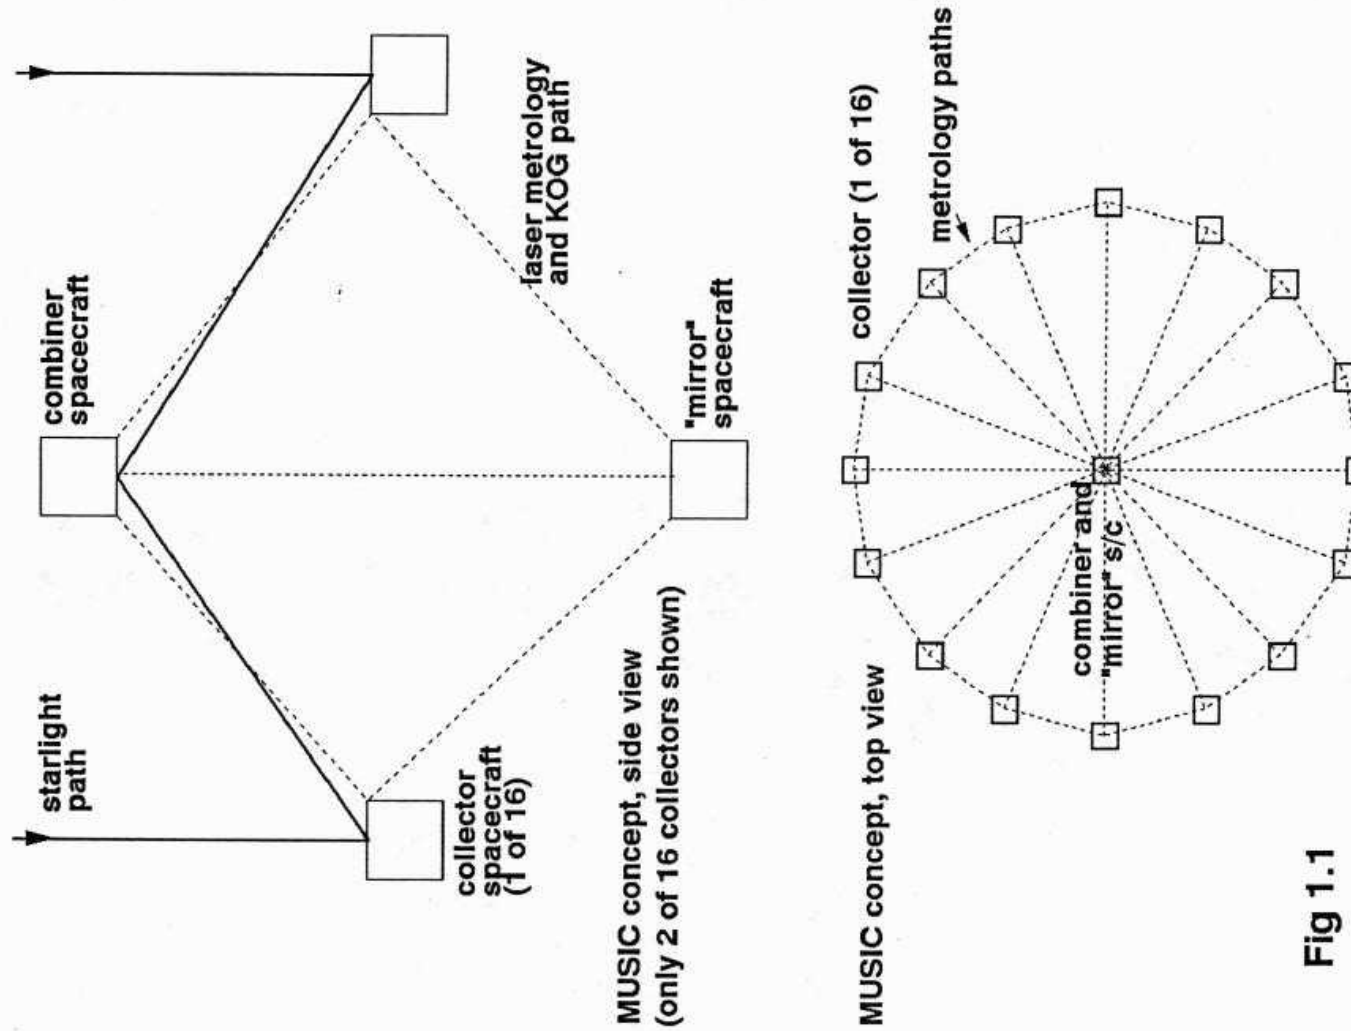 starlight
path
combiner
spacecraft
collector
spacecraft
(1 of 16)
laser metrology
and KOG path
"mirror"
spacecraft
MUSIC concept, side view
(only 2 of 16 collectors shown)
collector (1 of 16)
metrology paths
combiner and
"mirror" s/c
MUSIC concept, top view
Fig 1.1